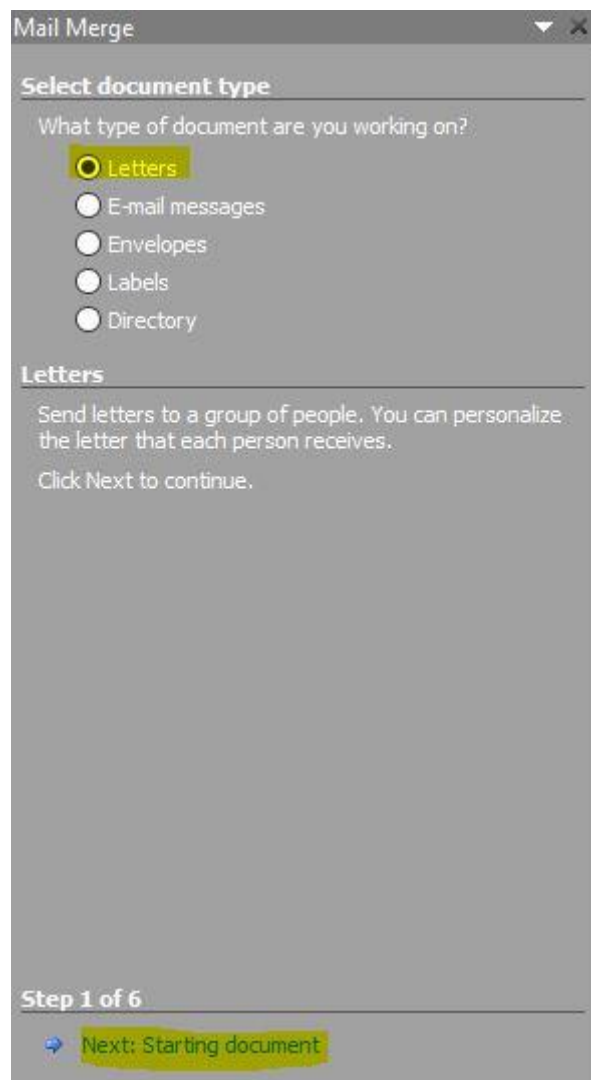 Mail Merge
Select document type
What type of document are you working on?
Letters
E-mail messages
Envelopes
Labels
Directory
Letters
Send letters to a group of people. You can personalize
the letter that each person receives.
Click Next to continue.
Step 1 of 6
Next: Starting document